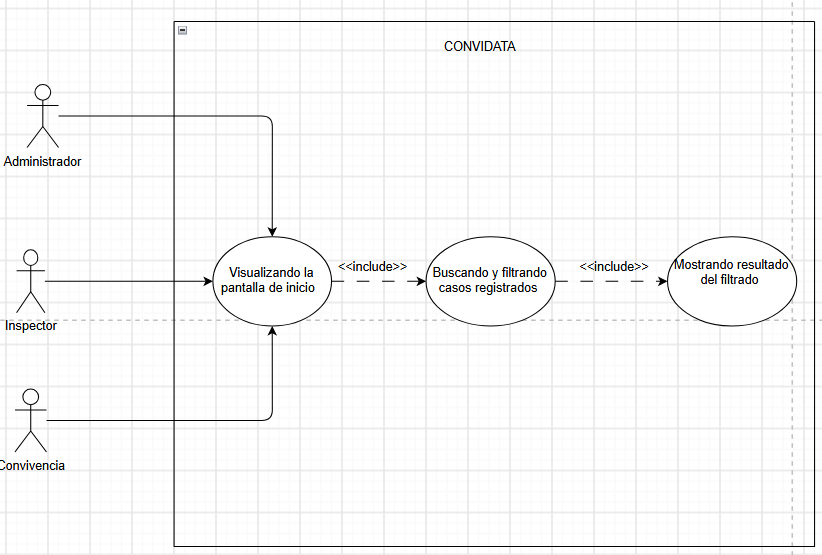 CONVIDATA
Administrador
Visualizando la
pantalla de inicio
<<include>>
Buscando y filtrando
casos registrados
<<include>>
Mostrando resultado
del filtrado
Inspector
Convivencia